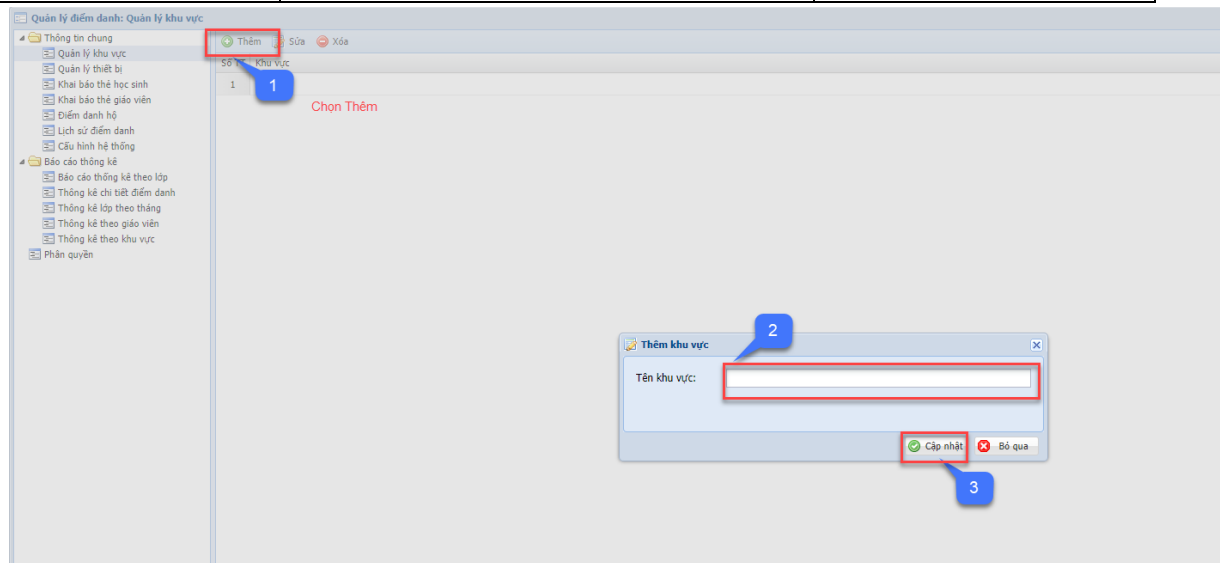 Quản lý điểm danh: Quản lý khu vực
Thông tin chung
Quản lý khu vực
Quản lý thiết bị
Khai báo thẻ học sinh
Khai báo thẻ giáo viên
Điểm danh hộ
Lịch sử điểm danh
Cấu hình hệ thống
Báo cáo thống kê
Báo cáo thống kê theo lớp
Thống kê chi tiết điểm danh
Thống kê lớp theo tháng
Thống kê theo giáo viên
Thống kê theo khu vực
Phân quyền
Thêm Sửa Xóa
Số Khu vực
1
1
Chọn Thêm
2
Thêm khu vực
Tên khu vực:
Cập nhật Bỏ qua
3